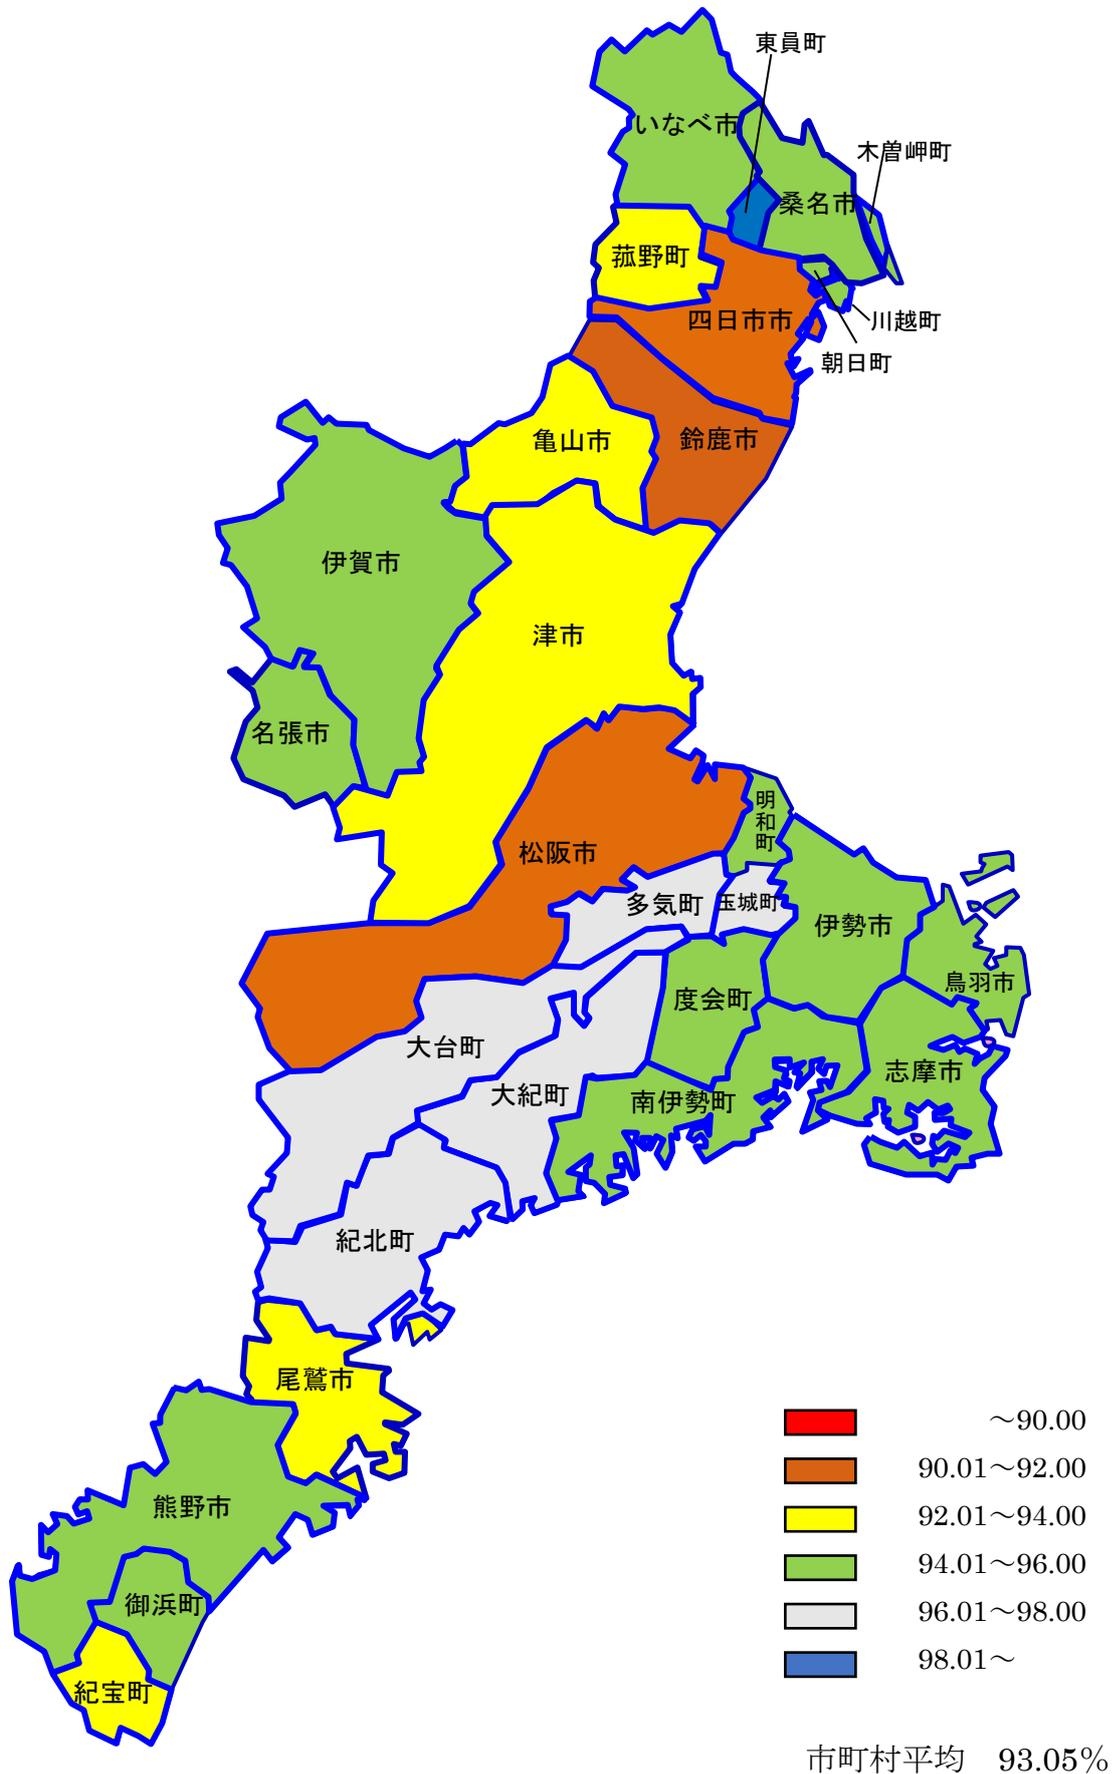 東員町
いなべ市
木曽岬町
桑名市
菰野町
四日市市
川越町
朝日町
亀山市
鈴鹿市
伊賀市
津市
名張市
明和町
松阪市
多気町
玉城町
伊勢市
鳥羽市
度会町
大台町
志摩市
大紀町
南伊勢町
紀北町
尾鷲市
熊野市
御浜町
紀宝町
～90.00
90.01～92.00
92.01～94.00
94.01～96.00
96.01～98.00
98.01～
市町村平均 93.05%